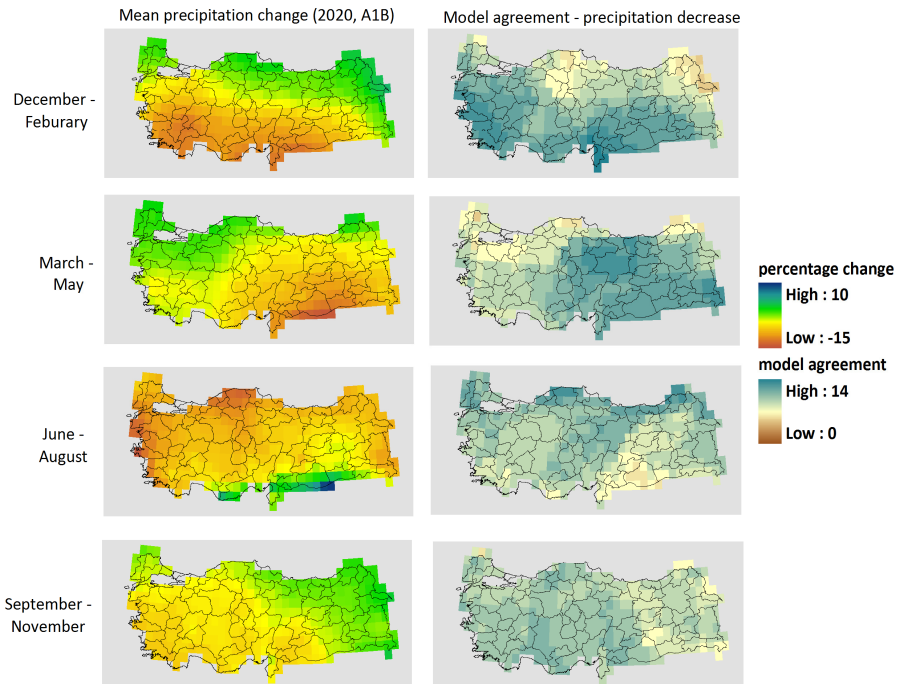 Mean precipitation change (2020, A1B)
Model agreement - precipitation decrease
December -
Feburary
March -
May
percentage change
High : 10
Low : -15
model agreement
High : 14
Low : 0
June -
August
September -
November